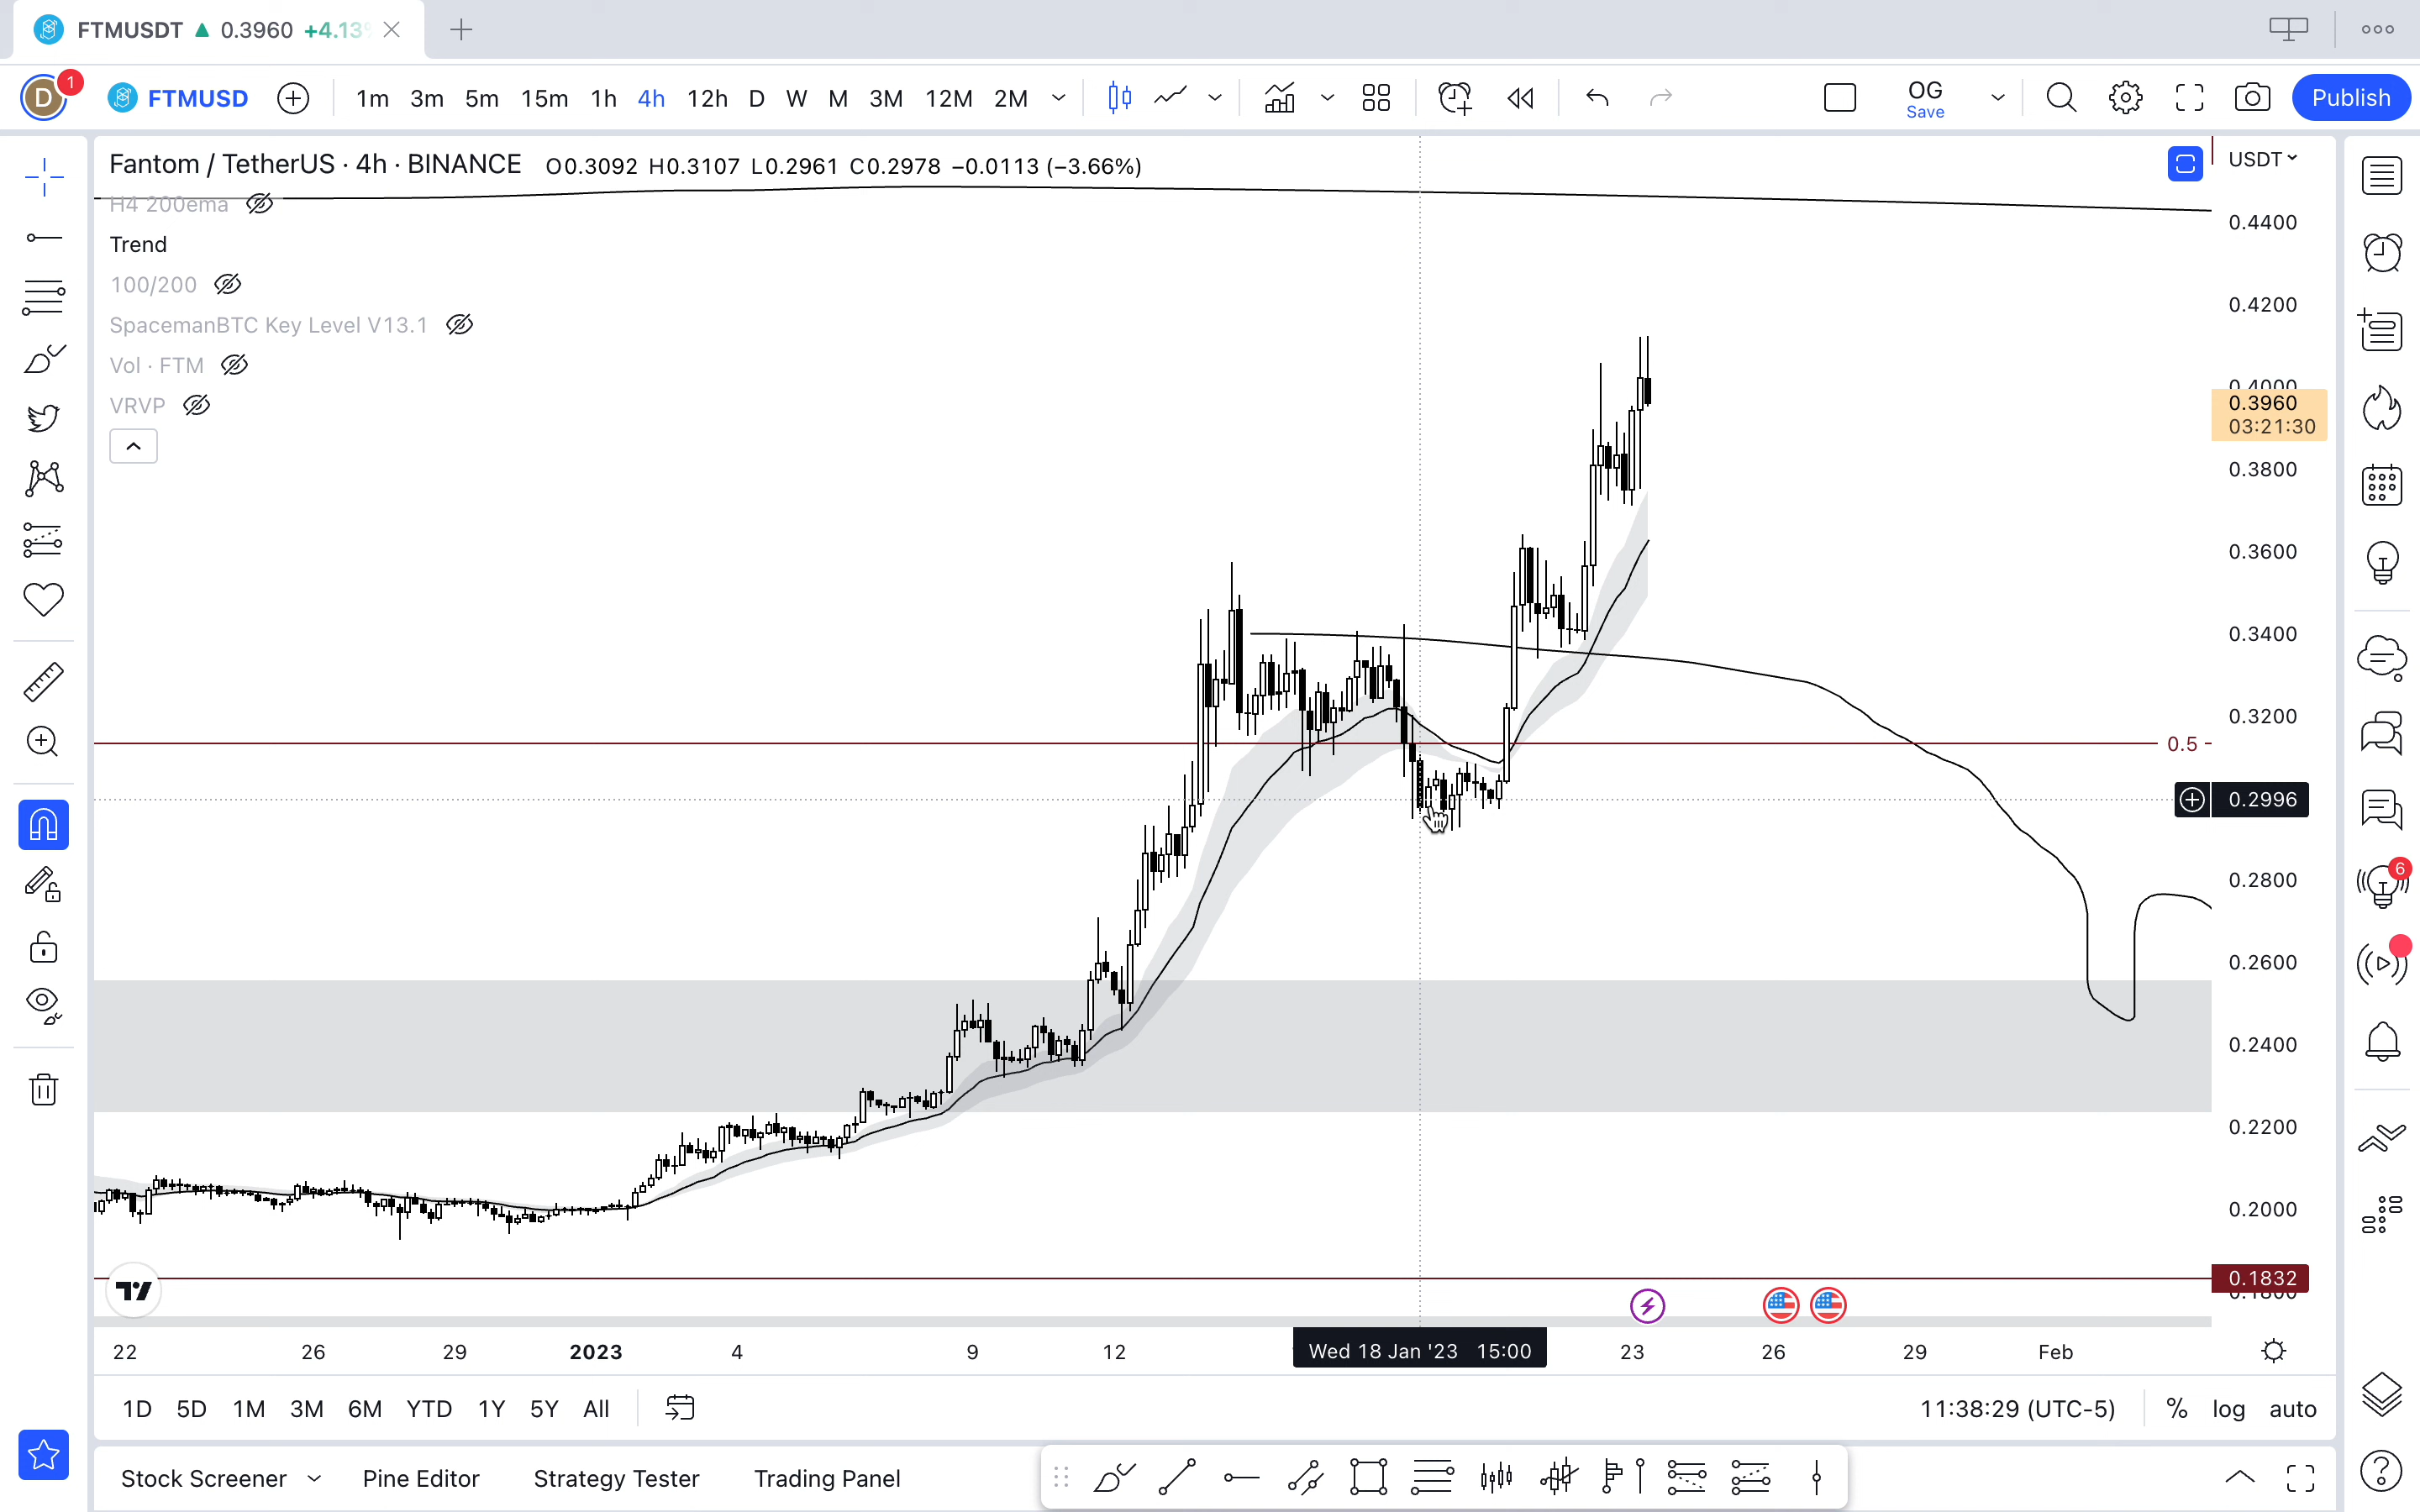 FTMUSDT ▲ 0.3960 +4.13%
D 1 FTMUSD 1m 3m 5m 15m 1h 4h 12h D W M 3M 12M 2M OG Publish
Save
Fantom / TetherUS · 4h · BINANCE O0.3092 H0.3107 L0.2961 C0.2978 −0.0113 (−3.66%) USDT
H4 200ema
Trend
100/200
SpacemanBTC Key Level V13.1
Vol · FTM
VRVP
0.4400
0.4200
0.4000
0.3960
03:21:30
0.3800
0.3600
0.3400
0.3200
0.5
0.2996
0.2800
6
0.2600
0.2400
0.2200
0.2000
0.1832
0.1800
22 26 29 2023 4 9 12 Wed 18 Jan '23 15:00 23 26 29 Feb
1D 5D 1M 3M 6M YTD 1Y 5Y All 11:38:29 (UTC-5) % log auto
Stock Screener Pine Editor Strategy Tester Trading Panel